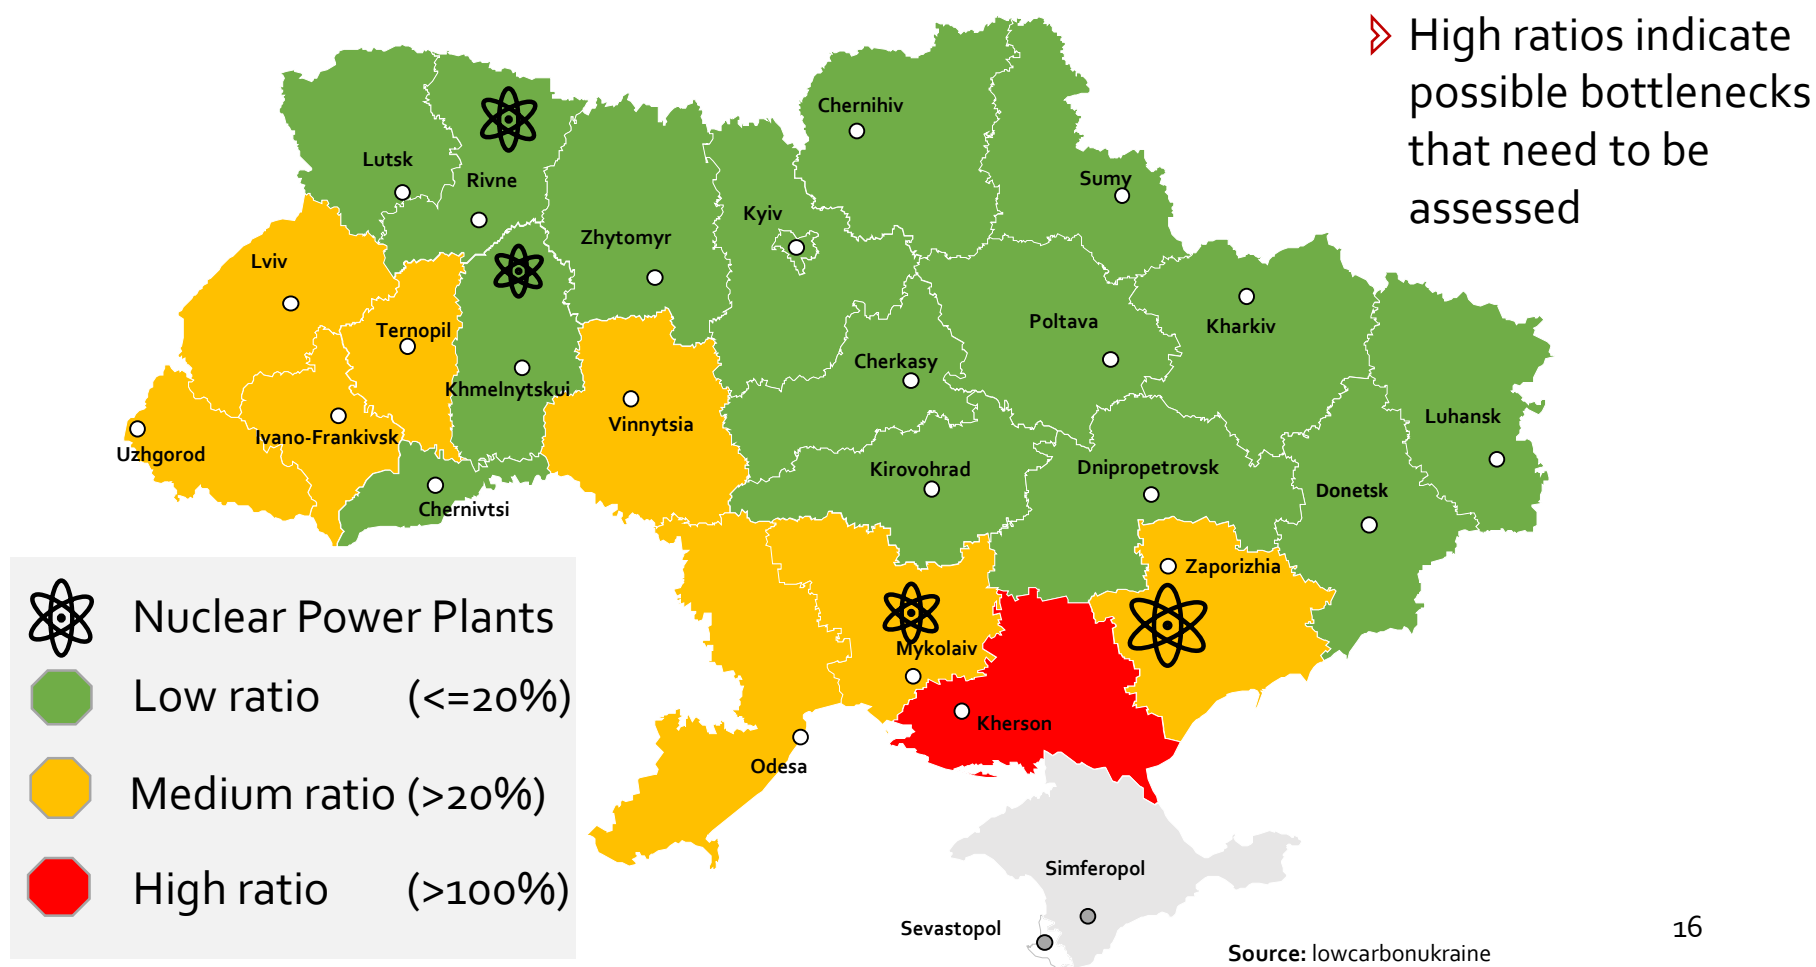 High ratios indicate
possible bottlenecks
that need to be
assessed
Chernihiv
Lutsk
Rivne
Sumy
Kyiv
Zhytomyr
Lviv
Ternopil
Poltava
Kharkiv
Cherkasy
Khmelnytskui
Luhansk
Vinnytsia
Ivano-Frankivsk
Uzhgorod
Kirovohrad
Dnipropetrovsk
Donetsk
Chernivtsi
Zaporizhia
Mykolaiv
Kherson
Odesa
Nuclear Power Plants
Low ratio (<=20%)
Medium ratio (>20%)
High ratio (>100%)
Simferopol
Sevastopol
16
Source: lowcarbonukraine